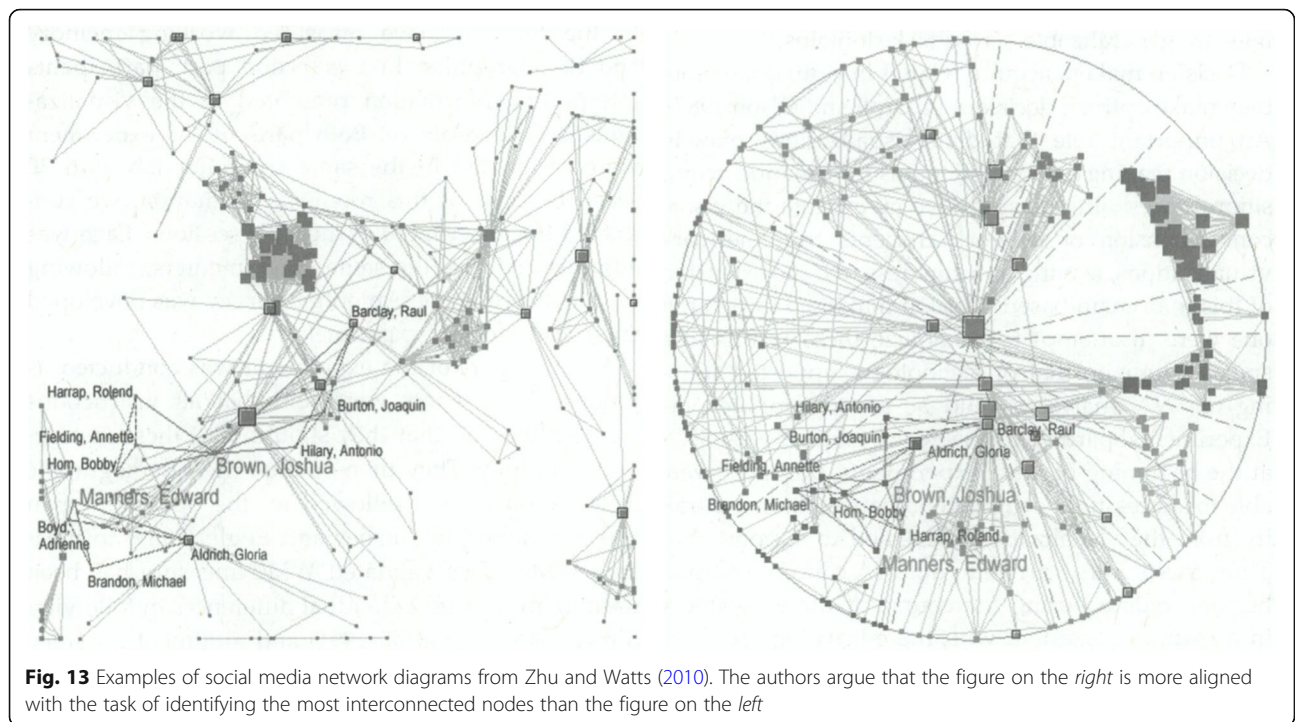 Barclay, Raul
Harrap, Rolend
Burton, Joaquin
Fielding, Annette
Hilary, Antonio
Hom, Bobby
Brown, Joshua
Manners, Edward
Boyd,
Adrienne
Aldrich, Gloria
Brandon, Michael
Hilary, Antonio
Barclay, Raul
Burton, Joaquin
Aldrich, Gloria
Fielding, Annette
Brown, Joshua
Brandon, Michael
Hom, Bobby
Harrap, Roland
Manners, Edward
Fig. 13 Examples of social media network diagrams from Zhu and Watts (2010). The authors argue that the figure on the right is more aligned
with the task of identifying the most interconnected nodes than the figure on the left